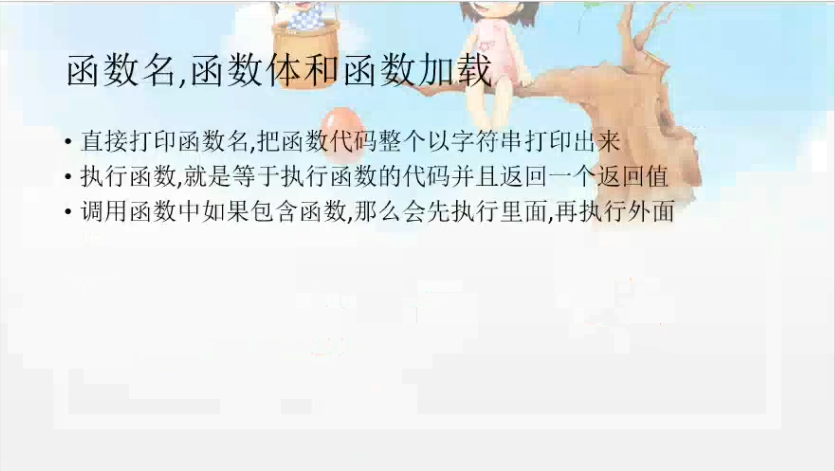 函数名,函数体和函数加载
• 直接打印函数名,把函数代码整个以字符串打印出来
• 执行函数,就是等于执行函数的代码并且返回一个返回值
• 调用函数中如果包含函数,那么会先执行里面,再执行外面